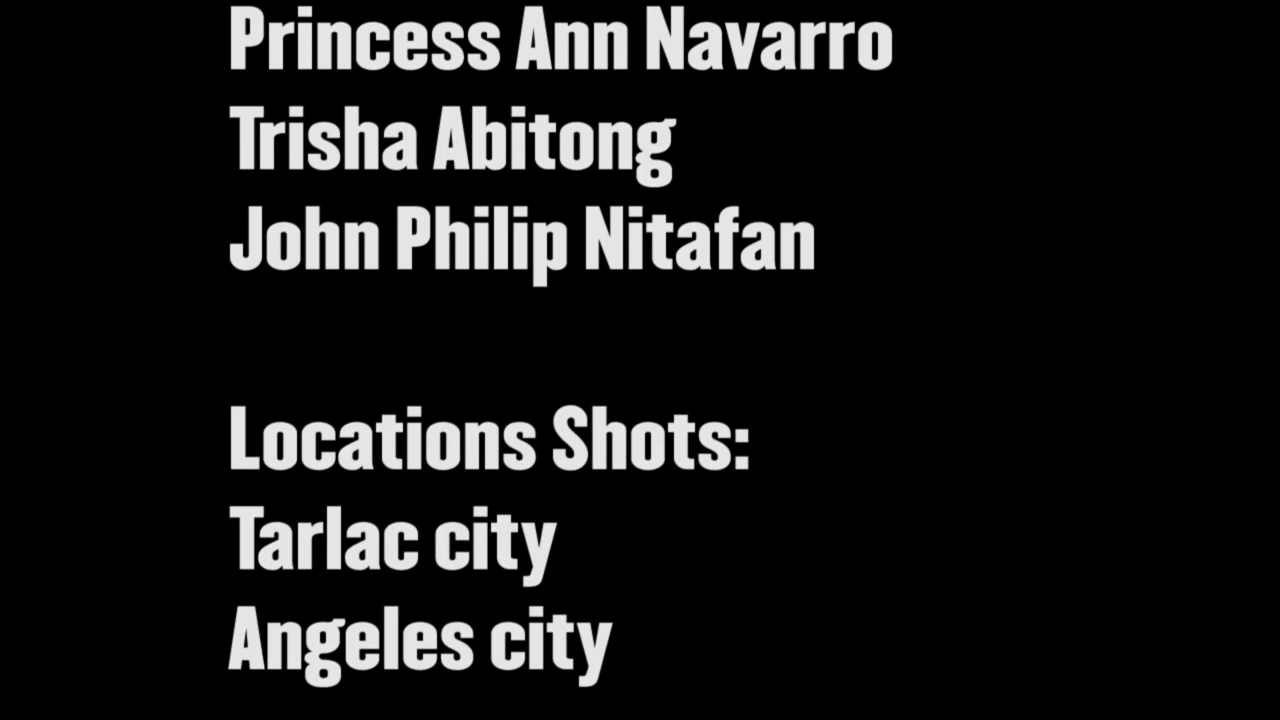 Princess Ann Navarro
Trisha Abitong
John Philip Nitafan
Locations Shots:
Tarlac city
Angeles city